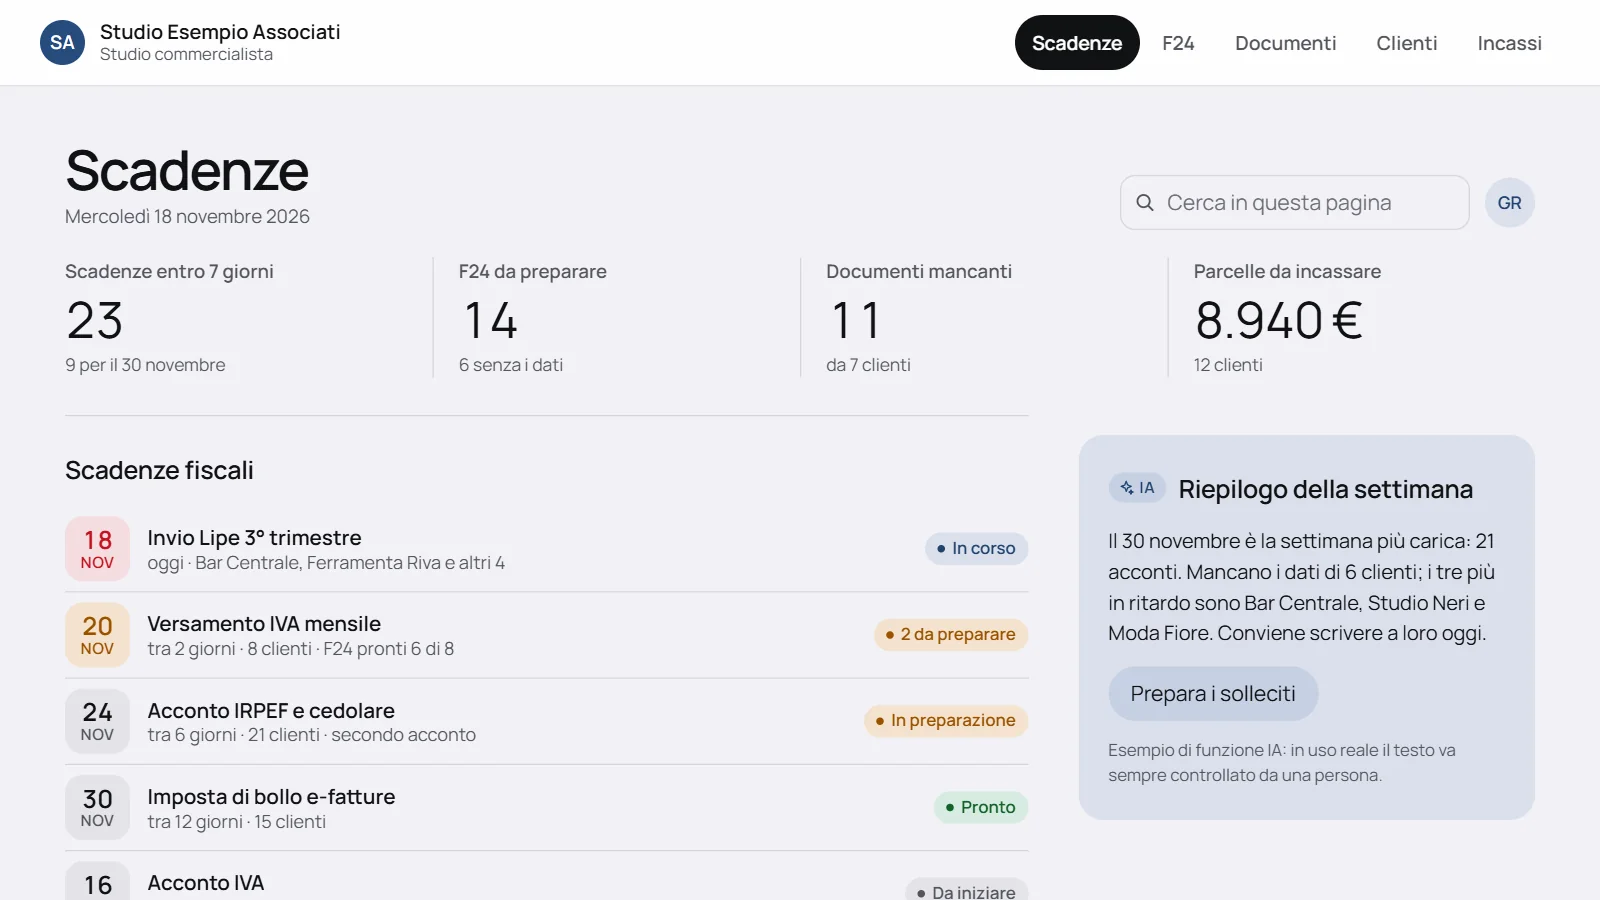 SA
Studio Esempio Associati
Studio commercialista
Scadenze
F24
Documenti
Clienti
Incassi
Scadenze
Mercoledì 18 novembre 2026
Cerca in questa pagina
GR
Scadenze entro 7 giorni
23
9 per il 30 novembre
F24 da preparare
14
6 senza i dati
Documenti mancanti
11
da 7 clienti
Parcelle da incassare
8.940 €
12 clienti
Scadenze fiscali
18
NOV
Invio Lipe 3° trimestre
oggi · Bar Centrale, Ferramenta Riva e altri 4
In corso
20
NOV
Versamento IVA mensile
tra 2 giorni · 8 clienti · F24 pronti 6 di 8
2 da preparare
24
NOV
Acconto IRPEF e cedolare
tra 6 giorni · 21 clienti · secondo acconto
In preparazione
30
NOV
Imposta di bollo e-fatture
tra 12 giorni · 15 clienti
Pronto
16
Acconto IVA
Da iniziare
IA
Riepilogo della settimana
Il 30 novembre è la settimana più carica: 21
acconti. Mancano i dati di 6 clienti; i tre più
in ritardo sono Bar Centrale, Studio Neri e
Moda Fiore. Conviene scrivere a loro oggi.
Prepara i solleciti
Esempio di funzione IA: in uso reale il testo va
sempre controllato da una persona.